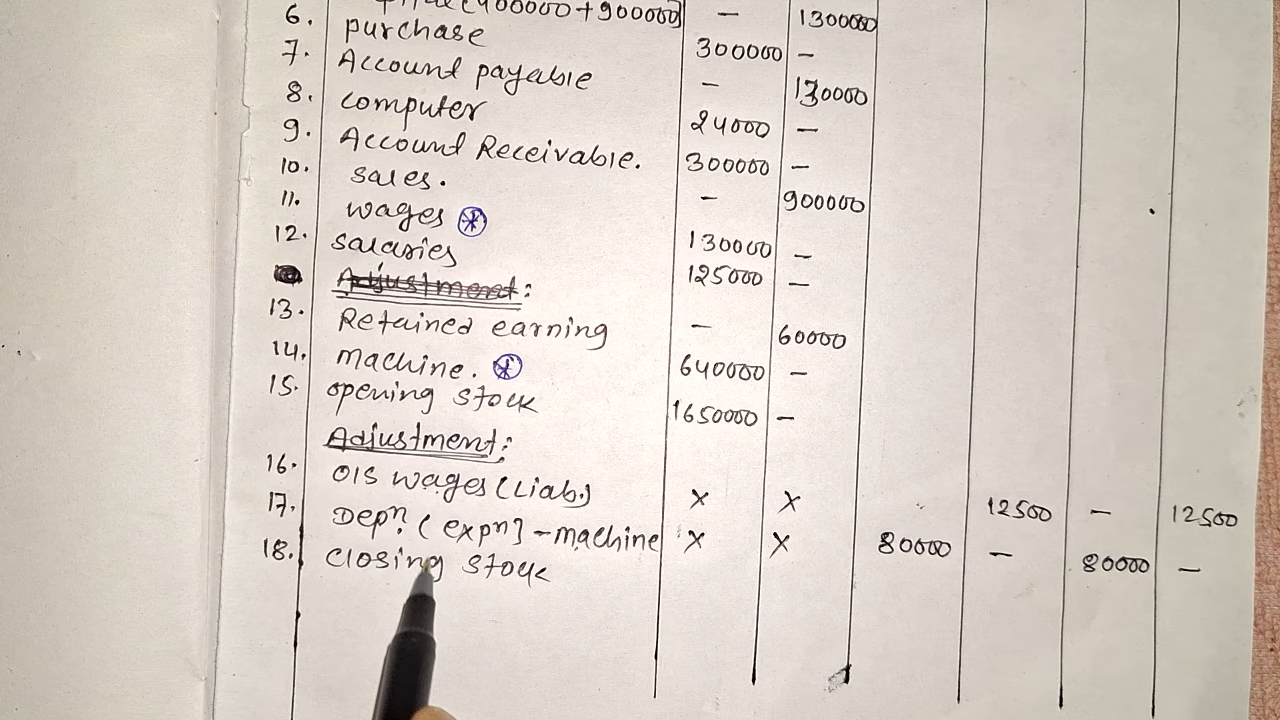 6. (400000+900000) — 1300000
7. purchase 300000 —
8. Account payable — 130000
9. computer 24000 —
10. Account Receivable. 300000 —
11. sales. — 900000
12. wages * 130000 —
salaries 125000 —
Adjustment:
13. Retained earning — 60000
14. machine. * 640000 —
15. opening stock 1650000 —
Adjustment:
16. O/S wages (Liab.) x x 12500 — 12500
17. Depn. (expn) - machine x x 80000 — 80000 —
18. closing stock